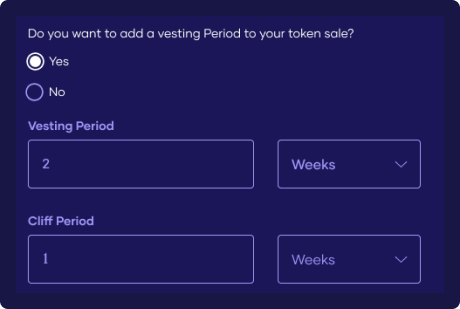 Do you want to add a vesting Period to your token sale?
Yes
No
Vesting Period
2 Weeks
Cliff Period
1 Weeks